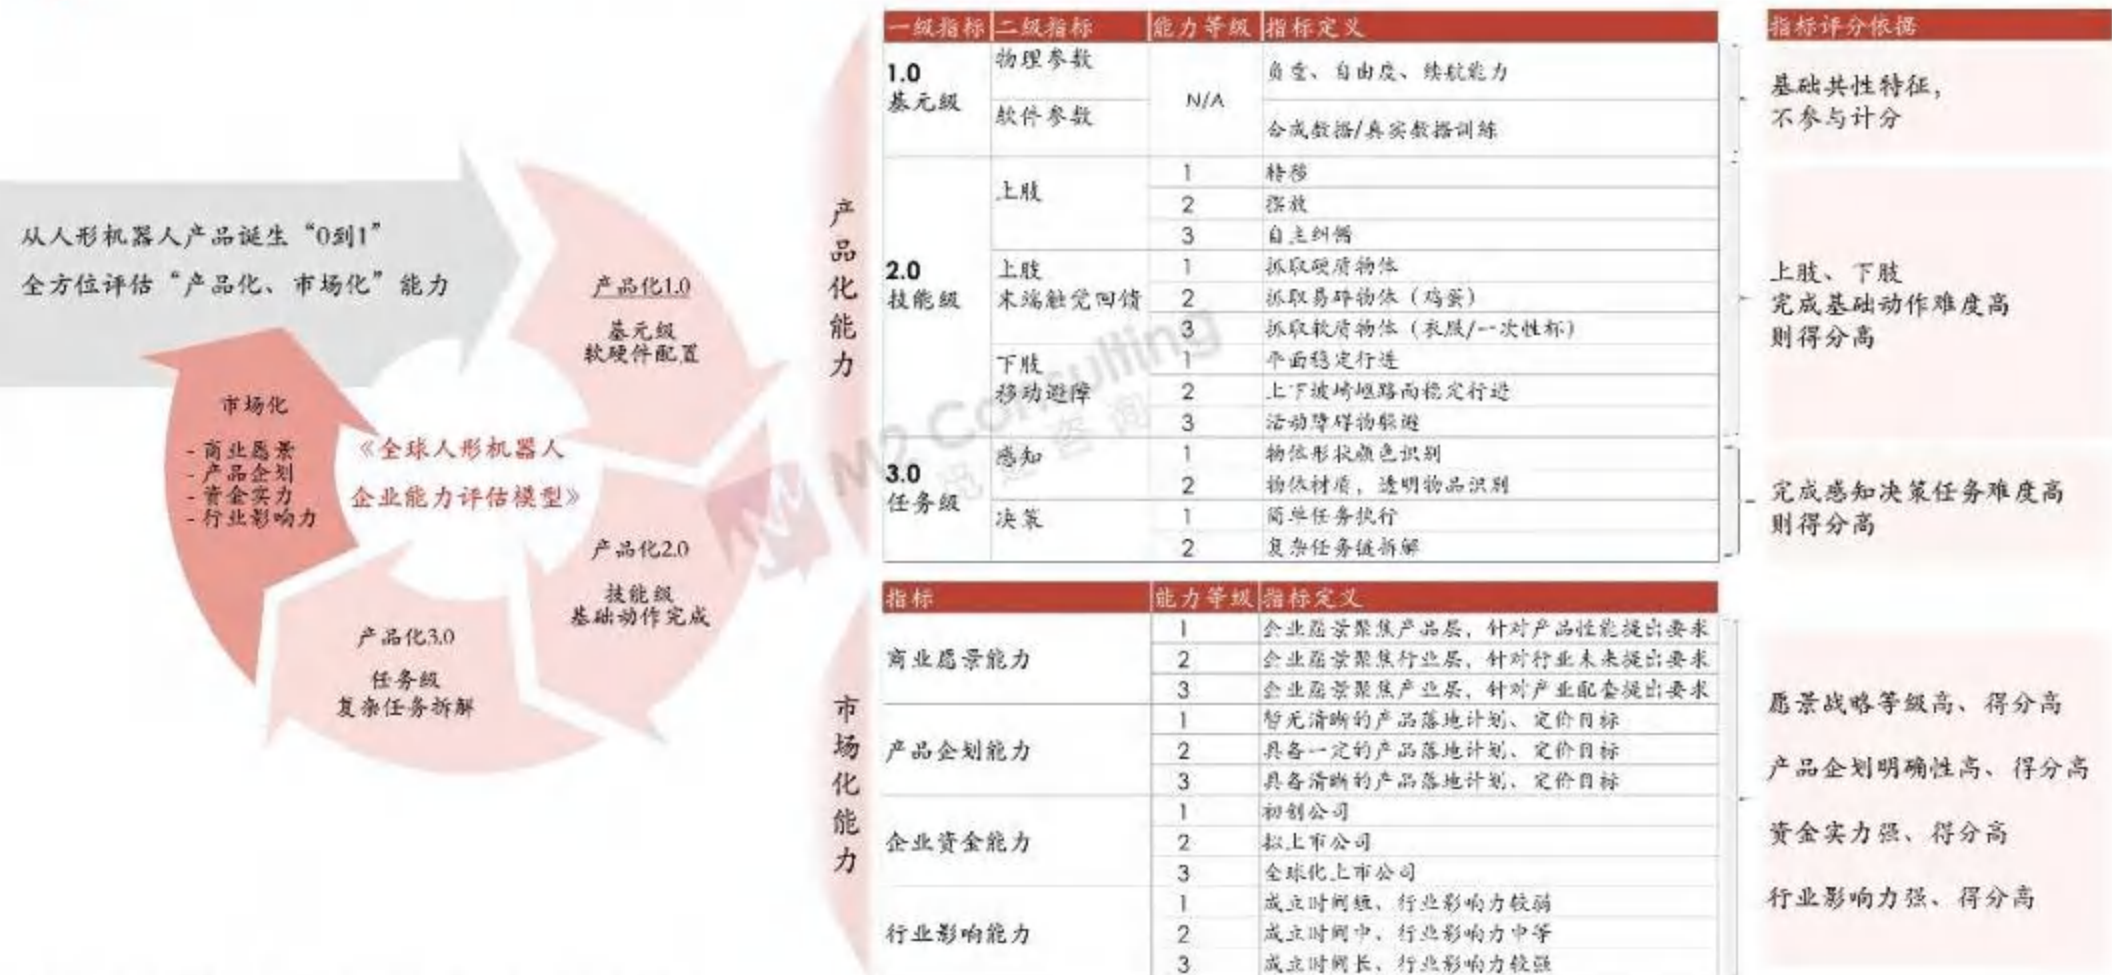 从人形机器人产品诞生“0到1”
全方位评估“产品化、市场化”能力
产品化1.0
基元级
软硬件配置
产品化2.0
技能级
基础动作完成
产品化3.0
任务级
复杂任务拆解
市场化
- 商业愿景
- 产品企划
- 资金实力
- 行业影响力
《全球人形机器人
企业能力评估模型》
产品化能力
一级指标 二级指标 能力等级 指标定义
1.0
基元级
物理参数
N/A
负重、自由度、续航能力
软件参数
合成数据/真实数据训练
2.0
技能级
上肢
1 转移
2 摆放
3 自主纠错
上肢
末端触觉回馈
1 抓取硬质物体
2 抓取易碎物体（鸡蛋）
3 抓取软质物体（衣服/一次性杯）
下肢
移动避障
1 平面稳定行进
2 上下坡崎岖路面稳定行进
3 活动障碍物躲避
3.0
任务级
感知
1 物体形状颜色识别
2 物体材质，透明物品识别
决策
1 简单任务执行
2 复杂任务链拆解
指标评分依据
基础共性特征，
不参与计分
上肢、下肢
完成基础动作难度高
则得分高
完成感知决策任务难度高
则得分高
市场化能力
指标 能力等级 指标定义
商业愿景能力
1 企业愿景聚焦产品层，针对产品性能提出要求
2 企业愿景聚焦行业层，针对行业未来提出要求
3 企业愿景聚焦产业层，针对产业配套提出要求
产品企划能力
1 暂无清晰的产品落地计划、定价目标
2 具备一定的产品落地计划、定价目标
3 具备清晰的产品落地计划、定价目标
企业资金能力
1 初创公司
2 拟上市公司
3 全球化上市公司
行业影响能力
1 成立时间短、行业影响力较弱
2 成立时间中、行业影响力中等
3 成立时间长、行业影响力较强
愿景战略等级高、得分高
产品企划明确性高、得分高
资金实力强、得分高
行业影响力强、得分高
M2 Consulting
咨询